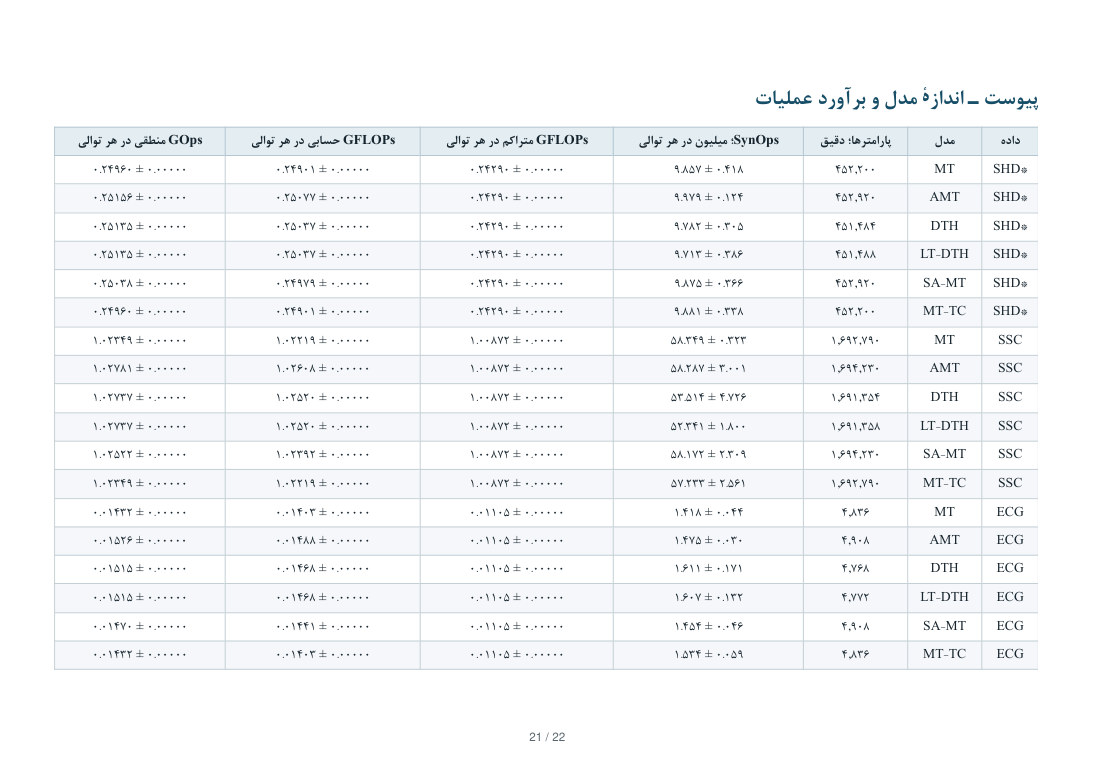 پیوست ــ اندازهٔ مدل و برآورد عملیات
داده مدل پارامترها؛ دقیق SynOps؛ میلیون در هر توالی GFLOPs متراکم در هر توالی GFLOPs حسابی در هر توالی GOps منطقی در هر توالی
SHD* MT ۴۵۲,۲۰۰ ۹.۸۵۷ ± ۰.۴۱۸ ۰.۲۴۲۹۰ ± ۰.۰۰۰۰۰ ۰.۲۴۹۰۱ ± ۰.۰۰۰۰۰ ۰.۲۴۹۶۰ ± ۰.۰۰۰۰۰
SHD* AMT ۴۵۲,۹۲۰ ۹.۹۷۹ ± ۰.۱۲۴ ۰.۲۴۲۹۰ ± ۰.۰۰۰۰۰ ۰.۲۵۰۷۷ ± ۰.۰۰۰۰۰ ۰.۲۵۱۵۶ ± ۰.۰۰۰۰۰
SHD* DTH ۴۵۱,۴۸۴ ۹.۷۸۲ ± ۰.۳۰۵ ۰.۲۴۲۹۰ ± ۰.۰۰۰۰۰ ۰.۲۵۰۳۷ ± ۰.۰۰۰۰۰ ۰.۲۵۱۳۵ ± ۰.۰۰۰۰۰
SHD* LT-DTH ۴۵۱,۴۸۸ ۹.۷۱۳ ± ۰.۳۸۶ ۰.۲۴۲۹۰ ± ۰.۰۰۰۰۰ ۰.۲۵۰۳۷ ± ۰.۰۰۰۰۰ ۰.۲۵۱۳۵ ± ۰.۰۰۰۰۰
SHD* SA-MT ۴۵۲,۹۲۰ ۹.۸۷۵ ± ۰.۳۶۶ ۰.۲۴۲۹۰ ± ۰.۰۰۰۰۰ ۰.۲۴۹۷۹ ± ۰.۰۰۰۰۰ ۰.۲۵۰۳۸ ± ۰.۰۰۰۰۰
SHD* MT-TC ۴۵۲,۲۰۰ ۹.۸۸۱ ± ۰.۳۳۸ ۰.۲۴۲۹۰ ± ۰.۰۰۰۰۰ ۰.۲۴۹۰۱ ± ۰.۰۰۰۰۰ ۰.۲۴۹۶۰ ± ۰.۰۰۰۰۰
SSC MT ۱,۶۹۲,۷۹۰ ۵۸.۳۴۹ ± ۰.۳۲۳ ۱.۰۰۸۷۲ ± ۰.۰۰۰۰۰ ۱.۰۲۲۱۹ ± ۰.۰۰۰۰۰ ۱.۰۲۳۴۹ ± ۰.۰۰۰۰۰
SSC AMT ۱,۶۹۴,۲۳۰ ۵۸.۲۸۷ ± ۳.۰۰۱ ۱.۰۰۸۷۲ ± ۰.۰۰۰۰۰ ۱.۰۲۶۰۸ ± ۰.۰۰۰۰۰ ۱.۰۲۷۸۱ ± ۰.۰۰۰۰۰
SSC DTH ۱,۶۹۱,۳۵۴ ۵۳.۵۱۴ ± ۴.۷۲۶ ۱.۰۰۸۷۲ ± ۰.۰۰۰۰۰ ۱.۰۲۵۲۰ ± ۰.۰۰۰۰۰ ۱.۰۲۷۳۷ ± ۰.۰۰۰۰۰
SSC LT-DTH ۱,۶۹۱,۳۵۸ ۵۲.۳۴۱ ± ۱.۸۰۰ ۱.۰۰۸۷۲ ± ۰.۰۰۰۰۰ ۱.۰۲۵۲۰ ± ۰.۰۰۰۰۰ ۱.۰۲۷۳۷ ± ۰.۰۰۰۰۰
SSC SA-MT ۱,۶۹۴,۲۳۰ ۵۸.۱۷۲ ± ۲.۳۰۹ ۱.۰۰۸۷۲ ± ۰.۰۰۰۰۰ ۱.۰۲۳۹۲ ± ۰.۰۰۰۰۰ ۱.۰۲۵۲۲ ± ۰.۰۰۰۰۰
SSC MT-TC ۱,۶۹۲,۷۹۰ ۵۷.۲۳۳ ± ۲.۵۶۱ ۱.۰۰۸۷۲ ± ۰.۰۰۰۰۰ ۱.۰۲۲۱۹ ± ۰.۰۰۰۰۰ ۱.۰۲۳۴۹ ± ۰.۰۰۰۰۰
ECG MT ۴,۸۳۶ ۱.۴۱۸ ± ۰.۰۴۴ ۰.۰۱۱۰۵ ± ۰.۰۰۰۰۰ ۰.۰۱۴۰۳ ± ۰.۰۰۰۰۰ ۰.۰۱۴۳۲ ± ۰.۰۰۰۰۰
ECG AMT ۴,۹۰۸ ۱.۴۷۵ ± ۰.۰۳۰ ۰.۰۱۱۰۵ ± ۰.۰۰۰۰۰ ۰.۰۱۴۸۸ ± ۰.۰۰۰۰۰ ۰.۰۱۵۲۶ ± ۰.۰۰۰۰۰
ECG DTH ۴,۷۶۸ ۱.۶۱۱ ± ۰.۱۷۱ ۰.۰۱۱۰۵ ± ۰.۰۰۰۰۰ ۰.۰۱۴۶۸ ± ۰.۰۰۰۰۰ ۰.۰۱۵۱۵ ± ۰.۰۰۰۰۰
ECG LT-DTH ۴,۷۷۲ ۱.۶۰۷ ± ۰.۱۳۲ ۰.۰۱۱۰۵ ± ۰.۰۰۰۰۰ ۰.۰۱۴۶۸ ± ۰.۰۰۰۰۰ ۰.۰۱۵۱۵ ± ۰.۰۰۰۰۰
ECG SA-MT ۴,۹۰۸ ۱.۴۵۴ ± ۰.۰۴۶ ۰.۰۱۱۰۵ ± ۰.۰۰۰۰۰ ۰.۰۱۴۴۱ ± ۰.۰۰۰۰۰ ۰.۰۱۴۷۰ ± ۰.۰۰۰۰۰
ECG MT-TC ۴,۸۳۶ ۱.۵۳۴ ± ۰.۰۵۹ ۰.۰۱۱۰۵ ± ۰.۰۰۰۰۰ ۰.۰۱۴۰۳ ± ۰.۰۰۰۰۰ ۰.۰۱۴۳۲ ± ۰.۰۰۰۰۰
21 / 22